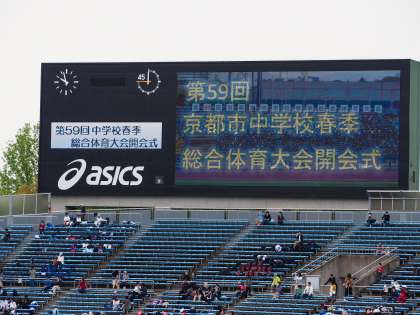 45
第59回中学校春季
総合体育大会開会式
asics
第59回
京都市中学校春季
総合体育大会開会式